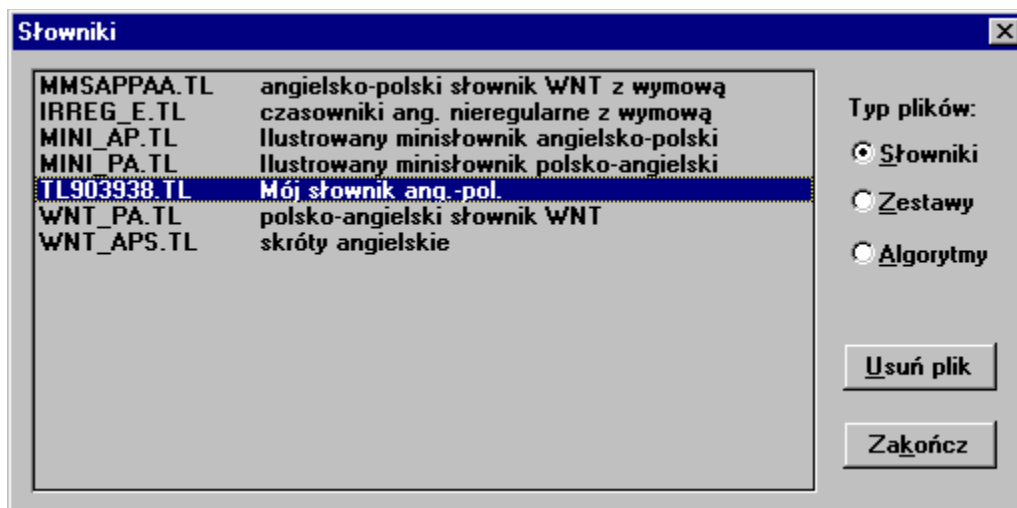 Słowniki
MMSAPPAA.TL angielsko-polski słownik WNT z wymową
IRREG_E.TL czasowniki ang. nieregularne z wymową
MINI_AP.TL Ilustrowany minisłownik angielsko-polski
MINI_PA.TL Ilustrowany minisłownik polsko-angielski
TL903938.TL Mój słownik ang.-pol.
WNT_PA.TL polsko-angielski słownik WNT
WNT_APS.TL skróty angielskie
Typ plików:
Słowniki
Zestawy
Algorytmy
Usuń plik
Zakończ